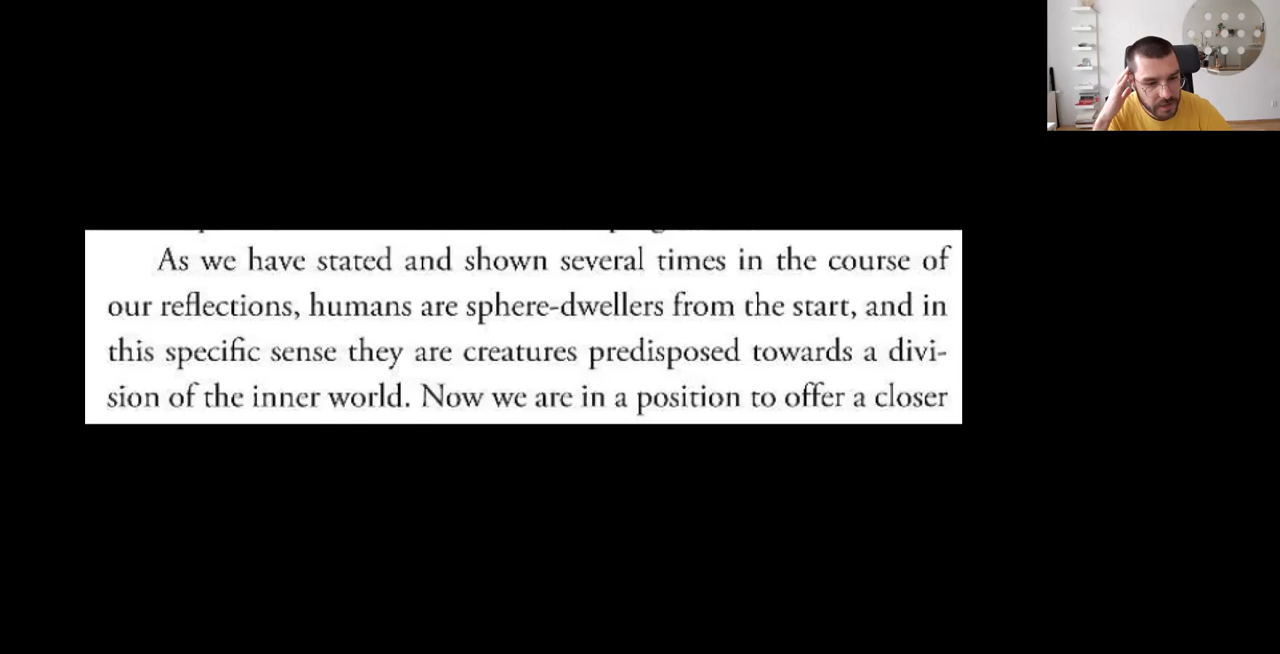 As we have stated and shown several times in the course of
our reflections, humans are sphere-dwellers from the start, and in
this specific sense they are creatures predisposed towards a divi-
sion of the inner world. Now we are in a position to offer a closer